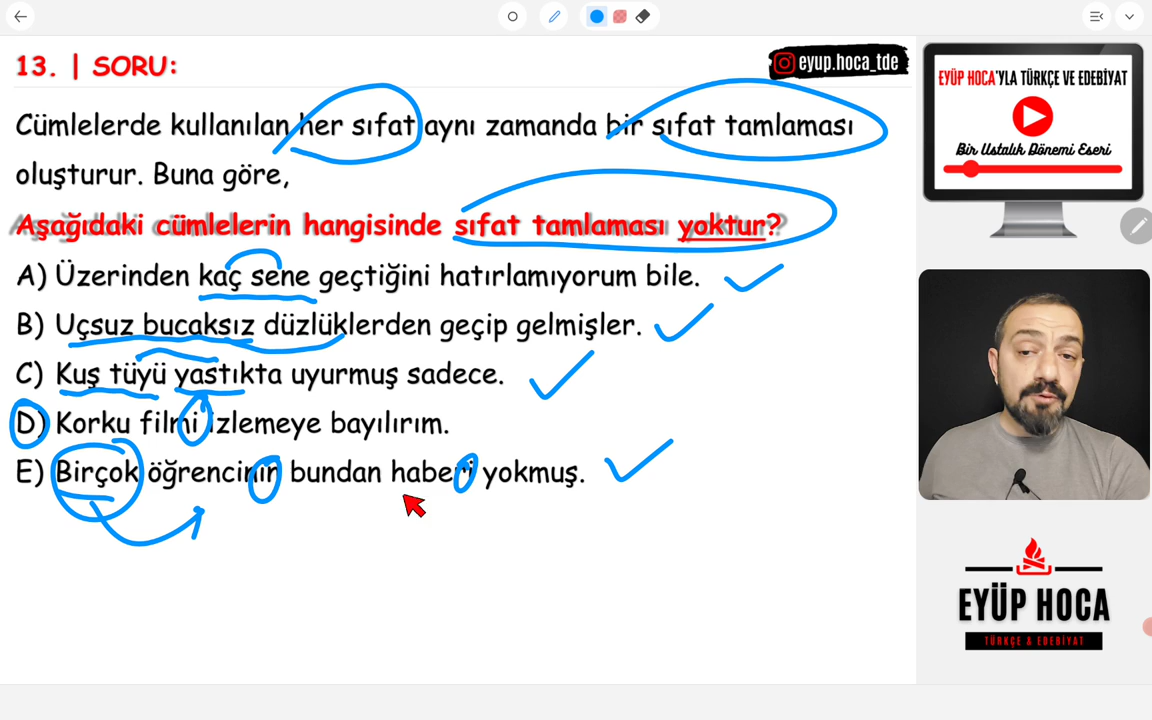 13. | SORU:
eyup.hoca_tde
Cümlelerde kullanılan her sıfat aynı zamanda bir sıfat tamlaması
oluşturur. Buna göre,
Aşağıdaki cümlelerin hangisinde sıfat tamlaması yoktur?
A) Üzerinden kaç sene geçtiğini hatırlamıyorum bile.
B) Uçsuz bucaksız düzlüklerden geçip gelmişler.
C) Kuş tüyü yastıkta uyurmuş sadece.
D) Korku filmi izlemeye bayılırım.
E) Birçok öğrencinin bundan haberi yokmuş.
EYÜP HOCA'YLA TÜRKÇE VE EDEBİYAT
Bir Ustalık Dönemi Eseri
EYÜP HOCA
TÜRKÇE & EDEBİYAT